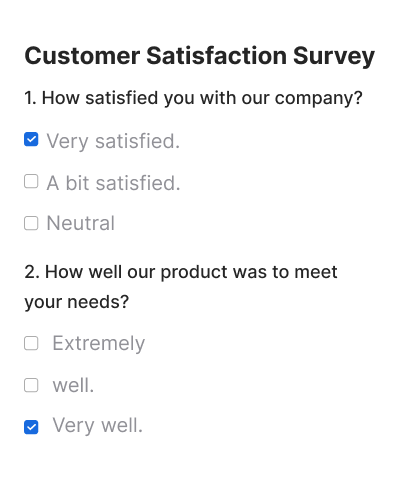 Customer Satisfaction Survey
1. How satisfied you with our company?
Very satisfied.
A bit satisfied.
Neutral
2. How well our product was to meet
your needs?
Extremely
well.
Very well.